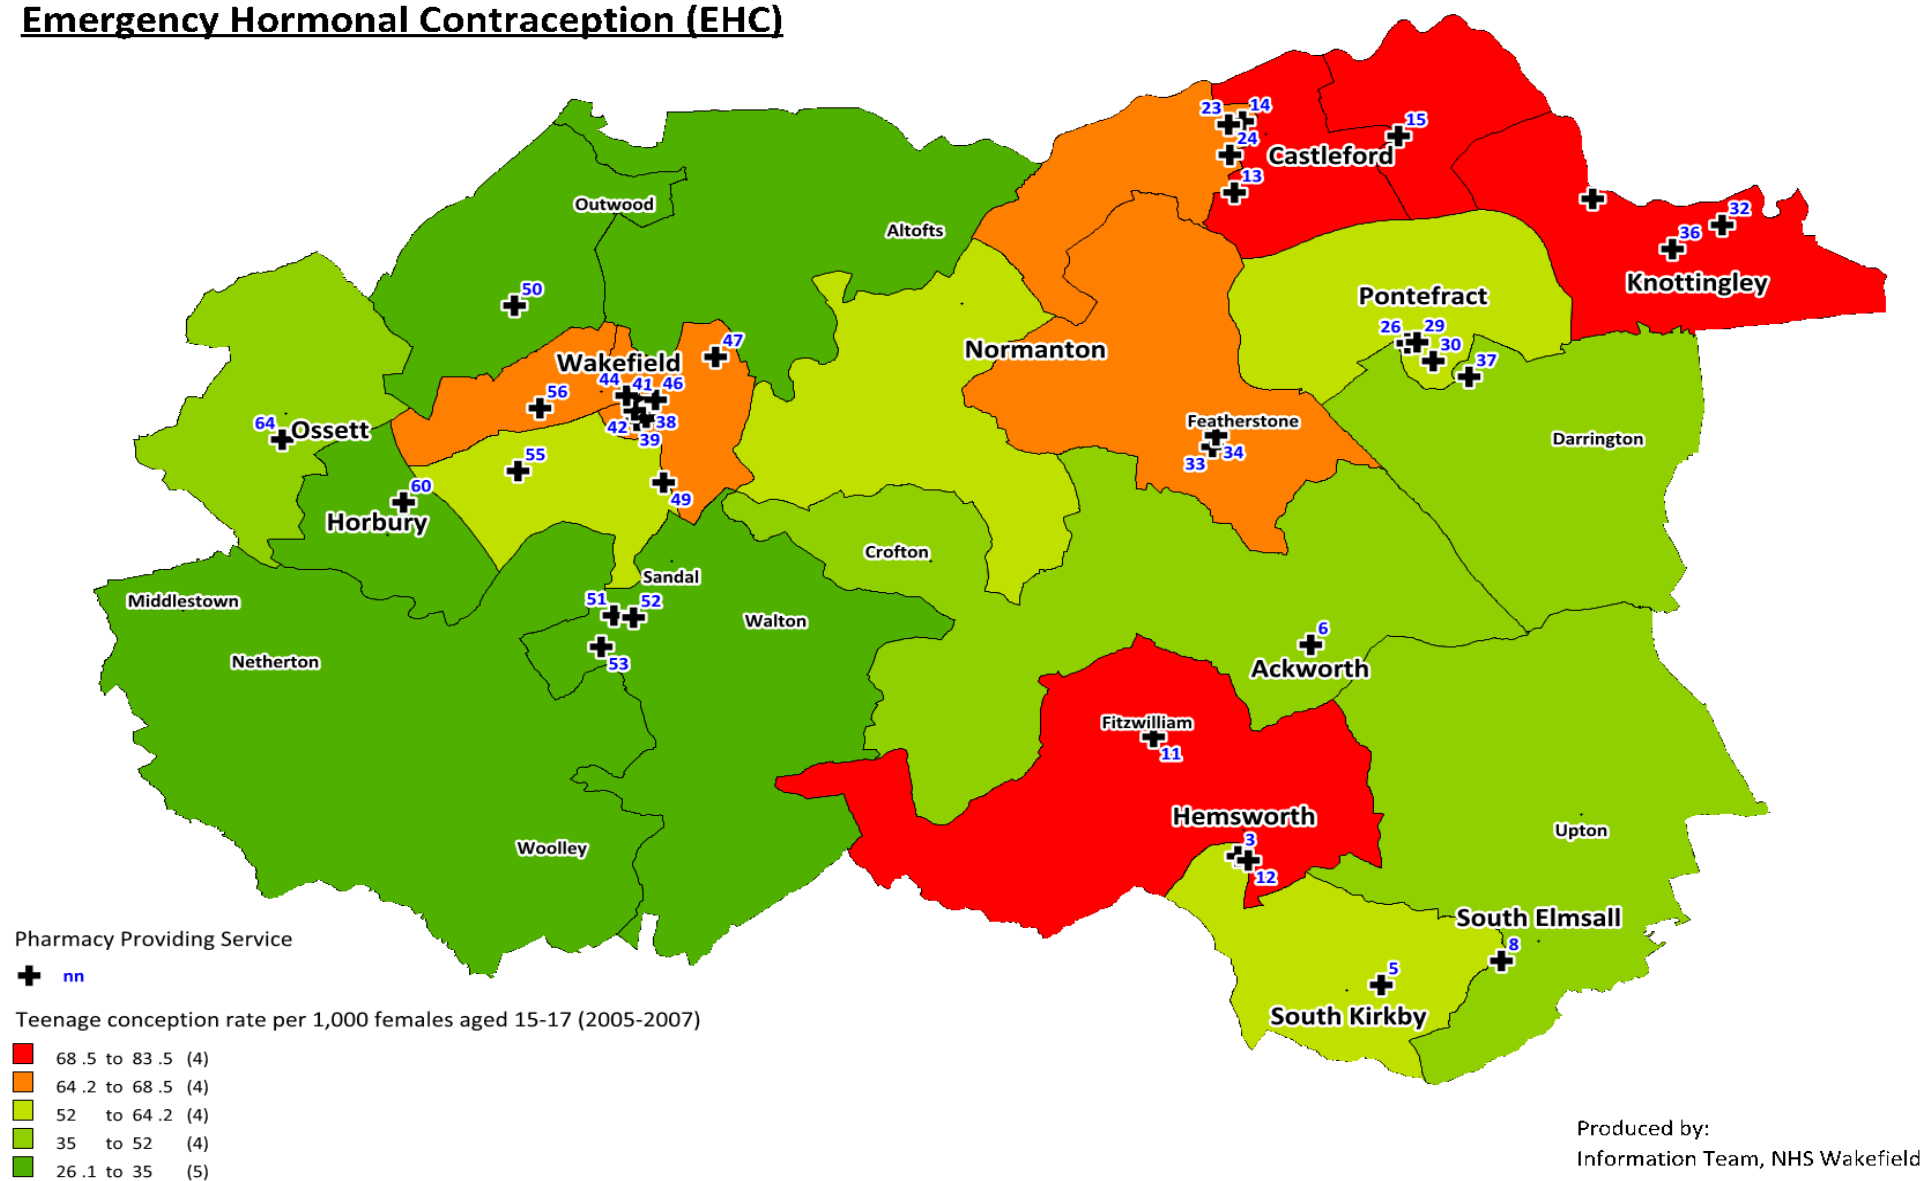 Emergency Hormonal Contraception (EHC)
23 14
24
13
15
Castleford
32
36
Knottingley
Outwood
Altofts
50
Pontefract
26 29
30
37
Wakefield
47
Normanton
44 41 46
56
42 38
39
64 Ossett
Featherstone
33 34
Darrington
55
60
49
Horbury
Crofton
Sandal
Middlestown
51 52
Walton
6
Ackworth
Netherton
53
Fitzwilliam
11
Hemsworth
3
12
Upton
Woolley
South Elmsall
8
5
South Kirkby
Pharmacy Providing Service
nn
Teenage conception rate per 1,000 females aged 15-17 (2005-2007)
68 .5 to 83 .5 (4)
64 .2 to 68 .5 (4)
52 to 64 .2 (4)
35 to 52 (4)
26 .1 to 35 (5)
Produced by:
Information Team, NHS Wakefield